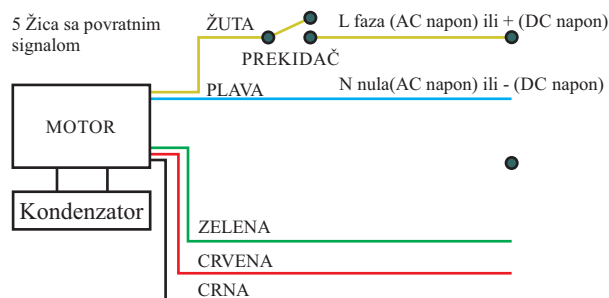 5 Žica sa povratnim
signalom
ŽUTA
L faza (AC napon) ili + (DC napon)
PREKIDAČ
PLAVA
N nula(AC napon) ili - (DC napon)
MOTOR
Kondenzator
ZELENA
CRVENA
CRNA